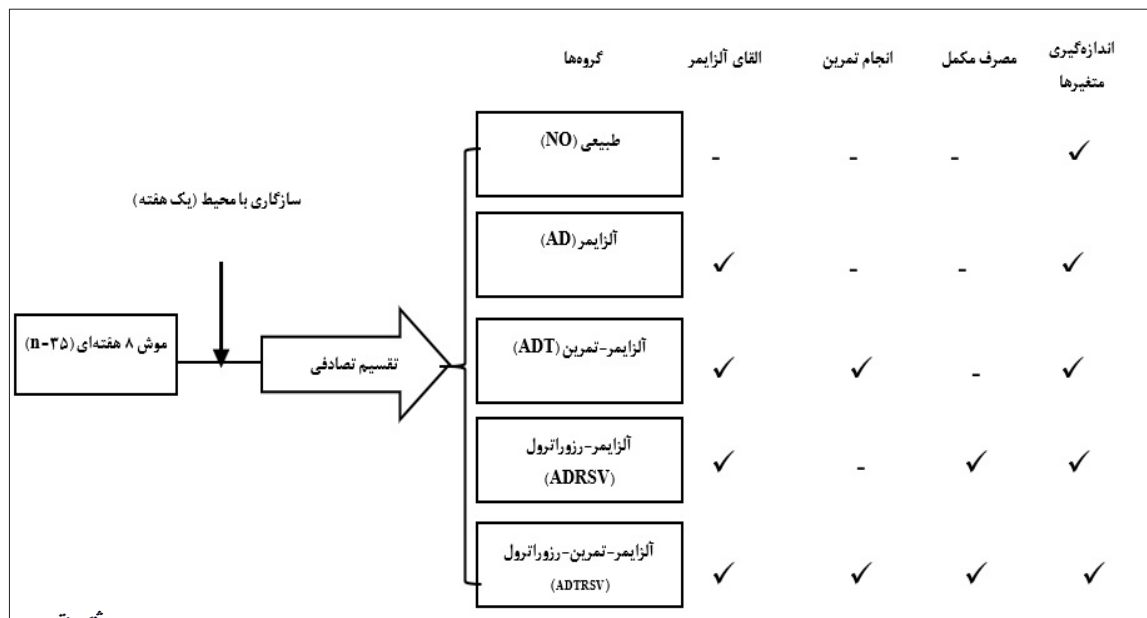 گروه‌ها
القای آلزایمر
انجام تمرین
مصرف مکمل
اندازه‌گیری
متغیرها
سازگاری با محیط (یک هفته)
موش ۸ هفته‌ای (n-۳۵)
تقسیم تصادفی
طبیعی (NO)
- - - ✓
آلزایمر (AD)
✓ - - ✓
آلزایمر-تمرین (ADT)
✓ ✓ - ✓
آلزایمر-رزوراترول
(ADRSV)
✓ - ✓ ✓
آلزایمر-تمرین-رزوراترول
(ADTRSV)
✓ ✓ ✓ ✓